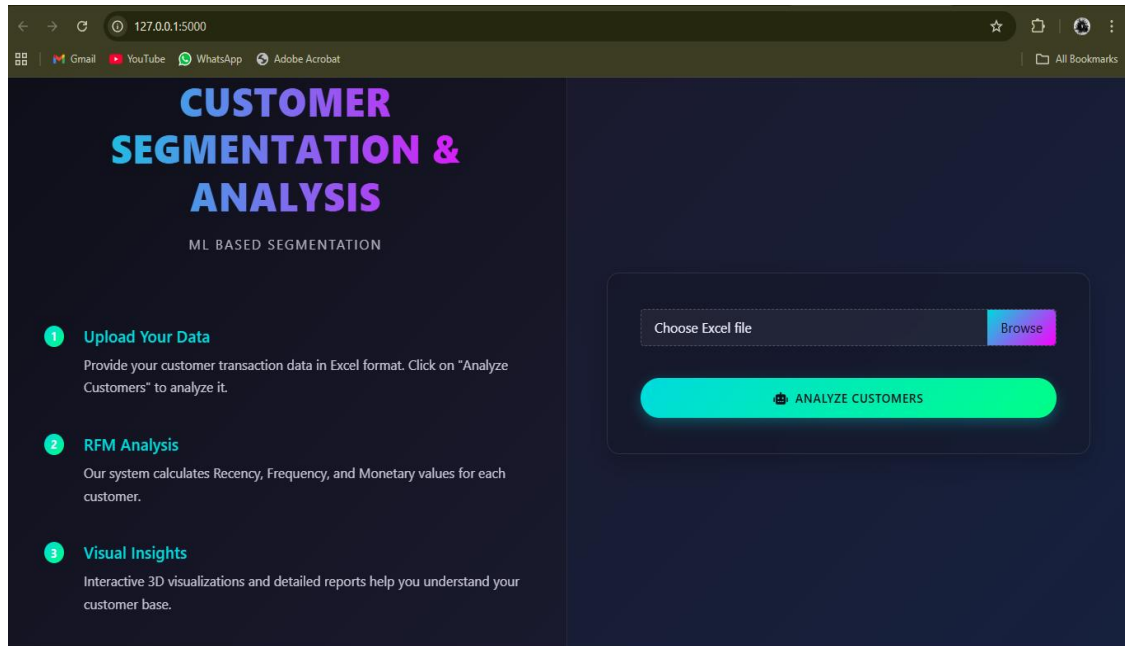 127.0.0.1:5000
Gmail YouTube WhatsApp Adobe Acrobat All Bookmarks
CUSTOMER
SEGMENTATION &
ANALYSIS
ML BASED SEGMENTATION
1 Upload Your Data
Provide your customer transaction data in Excel format. Click on "Analyze
Customers" to analyze it.
2 RFM Analysis
Our system calculates Recency, Frequency, and Monetary values for each
customer.
3 Visual Insights
Interactive 3D visualizations and detailed reports help you understand your
customer base.
Choose Excel file Browse
ANALYZE CUSTOMERS